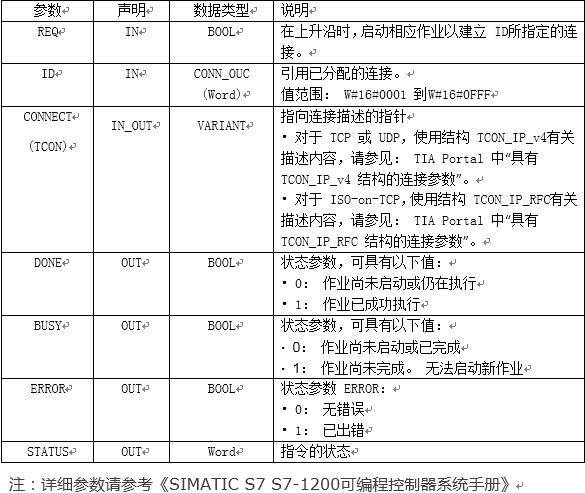 参数 声明 数据类型 说明
REQ IN BOOL 在上升沿时,启动相应作业以建立 ID所指定的连
接。
ID IN CONN_OUC 引用已分配的连接。
(Word) 值范围: W#16#0001 到W#16#0FFF
CONNECT IN_OUT VARIANT 指向连接描述的指针
(TCON) • 对于 TCP 或 UDP,使用结构 TCON_IP_v4有关
描述内容,请参见: TIA Portal 中“具有
TCON_IP_v4 结构的连接参数”。
• 对于 ISO-on-TCP,使用结构 TCON_IP_RFC有关
描述内容,请参见: TIA Portal 中“具有
TCON_IP_RFC 结构的连接参数”。
DONE OUT BOOL 状态参数,可具有以下值:
• 0: 作业尚未启动或仍在执行
• 1: 作业已成功执行
BUSY OUT BOOL 状态参数,可具有以下值:
· 0: 作业尚未启动或已完成
· 1: 作业尚未完成。 无法启动新作业
ERROR OUT BOOL 状态参数 ERROR:
• 0: 无错误
• 1: 已出错
STATUS OUT Word 指令的状态
注:详细参数请参考《SIMATIC S7 S7-1200可编程控制器系统手册》